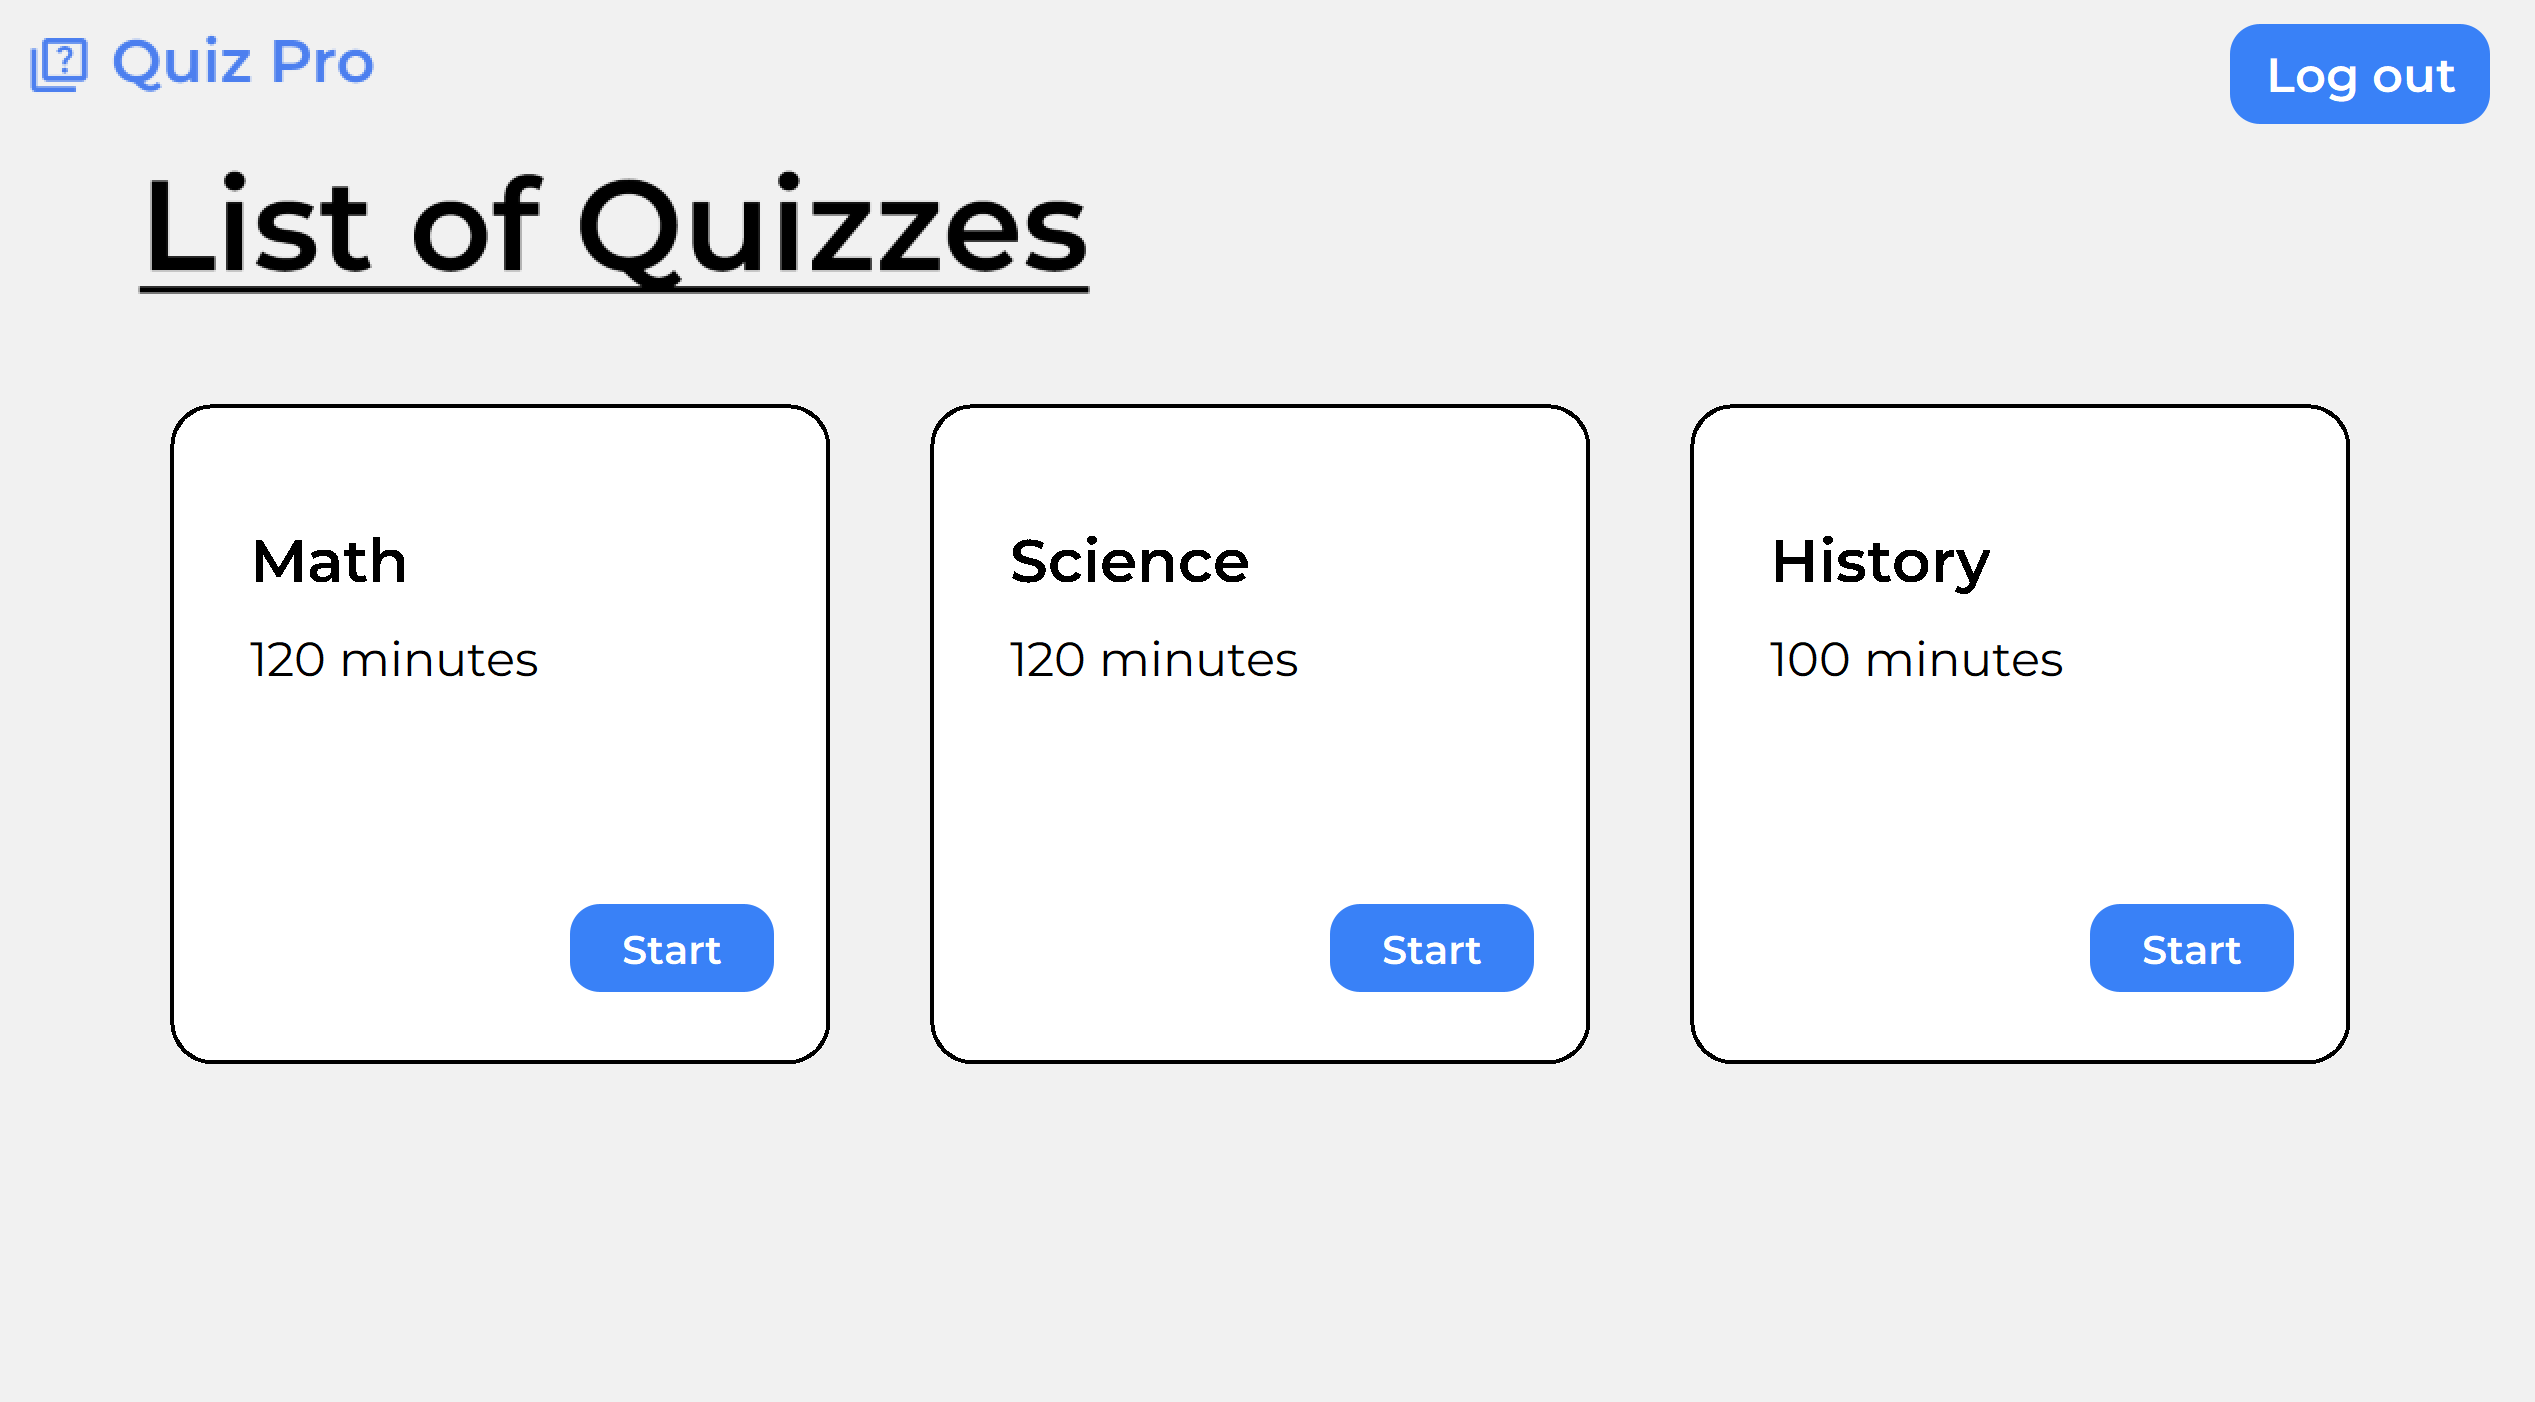 Quiz Pro
Log out
List of Quizzes
Math
120 minutes
Start
Science
120 minutes
Start
History
100 minutes
Start